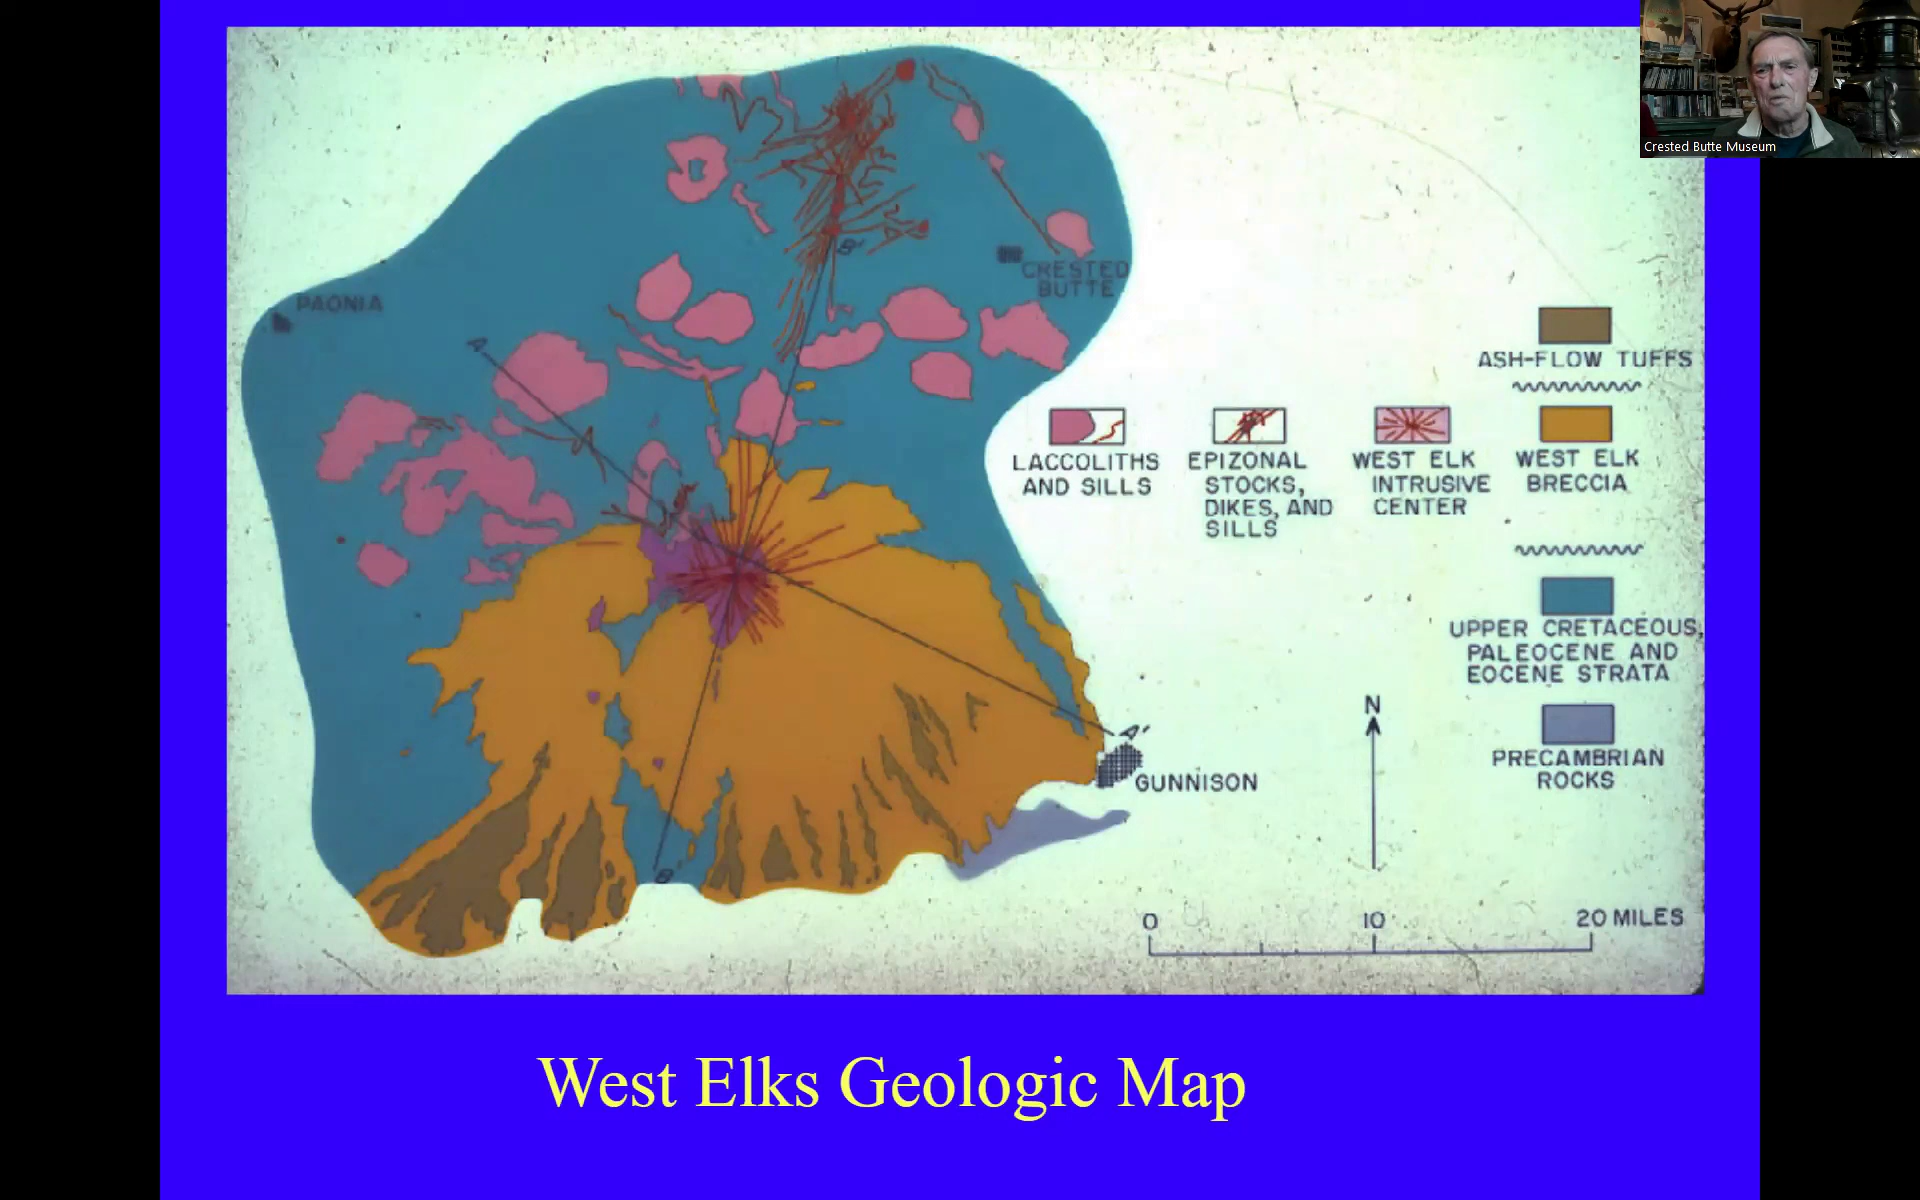 Crested Butte Museum
PAONIA
CRESTED
BUTTE
A
B'
A'
B
GUNNISON
ASH-FLOW TUFFS
LACCOLITHS
AND SILLS
EPIZONAL
STOCKS,
DIKES, AND
SILLS
WEST ELK
INTRUSIVE
CENTER
WEST ELK
BRECCIA
UPPER CRETACEOUS,
PALEOCENE AND
EOCENE STRATA
PRECAMBRIAN
ROCKS
N
0 10 20 MILES
West Elks Geologic Map